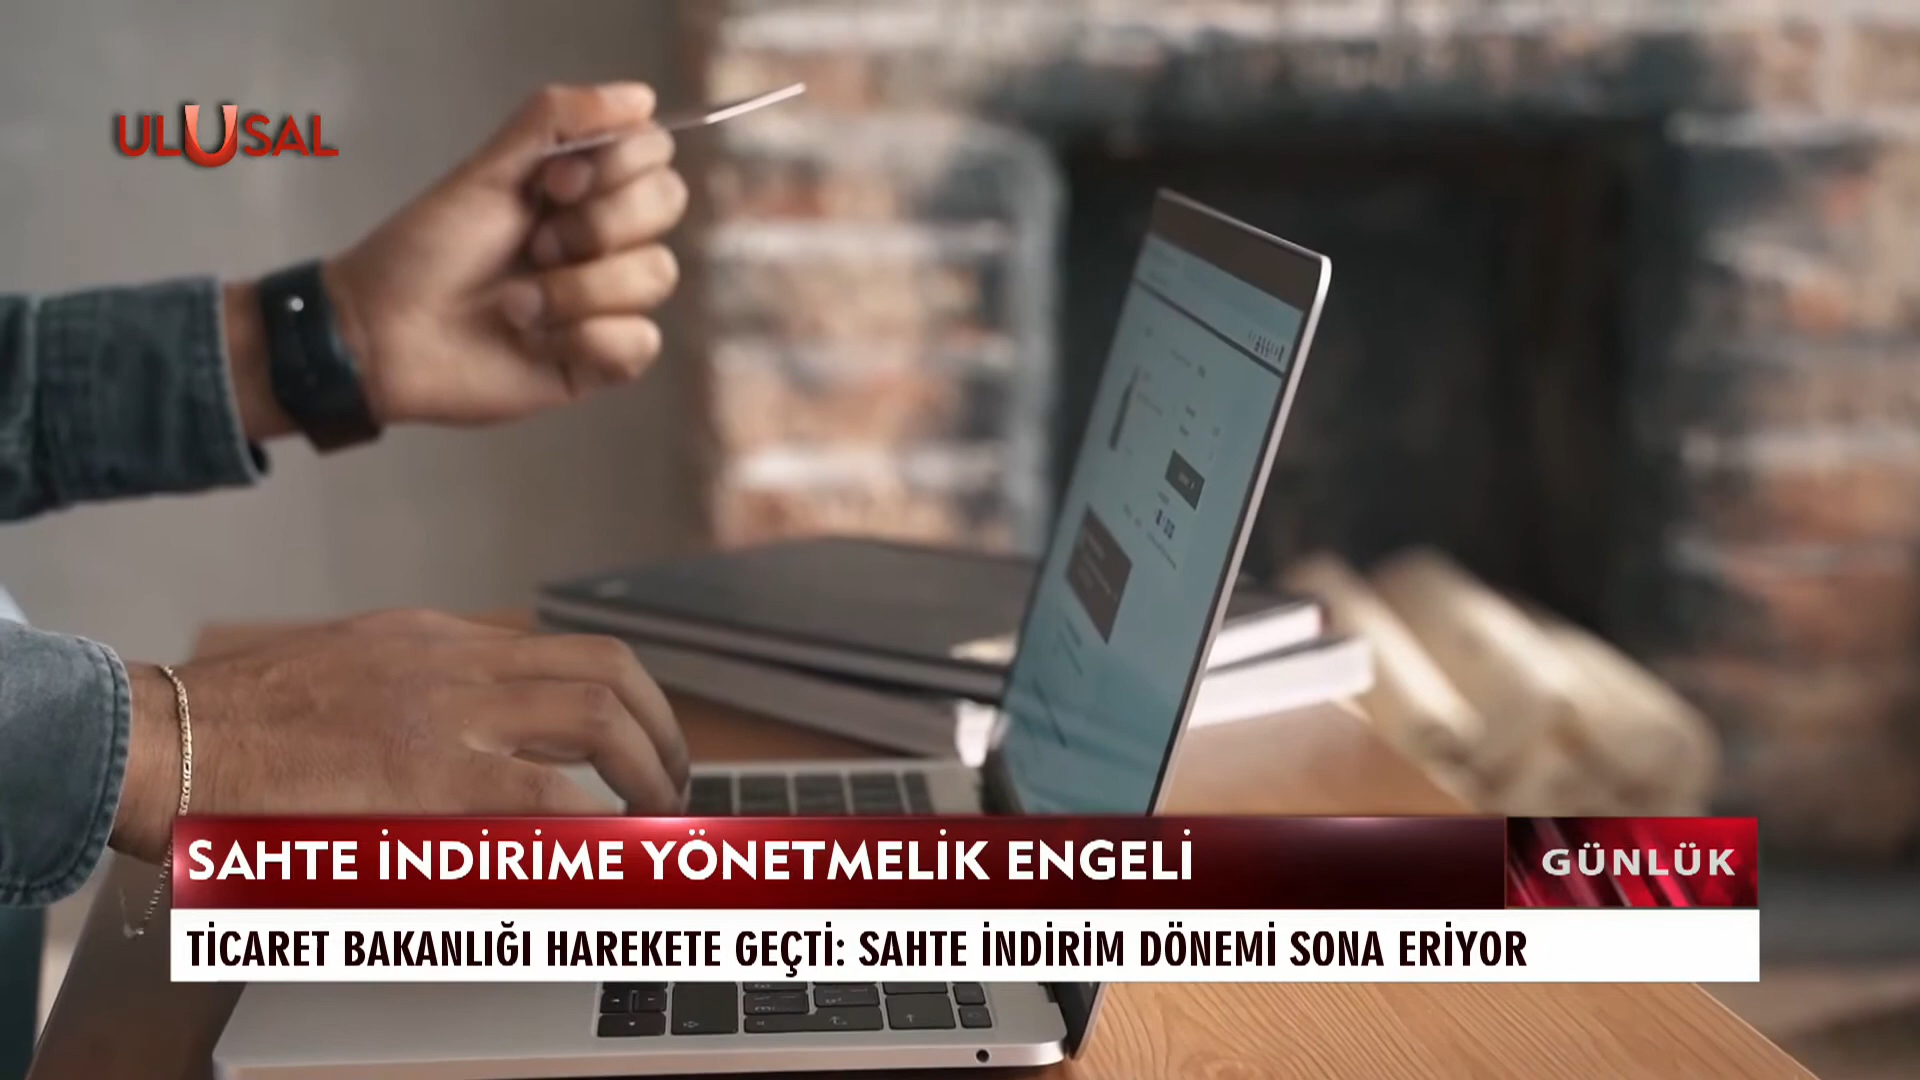 ULUSAL
SAHTE İNDİRİME YÖNETMELİK ENGELİ
GÜNLÜK
TİCARET BAKANLIĞI HAREKETE GEÇTİ: SAHTE İNDİRİM DÖNEMİ SONA ERİYOR